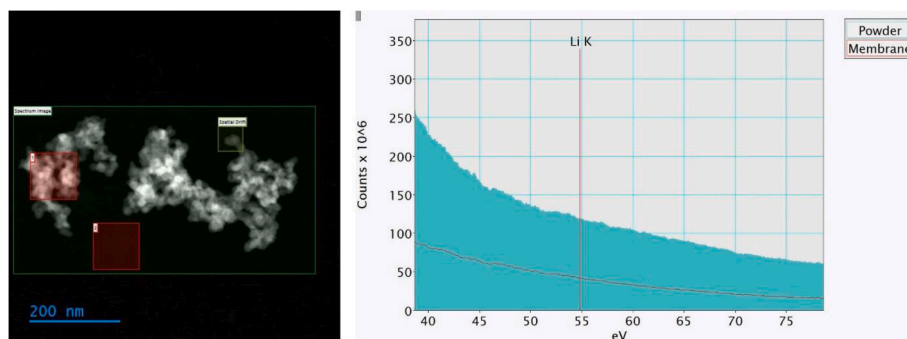 Spectrum Image
Spatial Drift
1
2
200 nm
Counts x 10^6
350
300
250
200
150
100
50
0
Li K
40
45
50
55
60
65
70
75
eV
Powder
Membrane